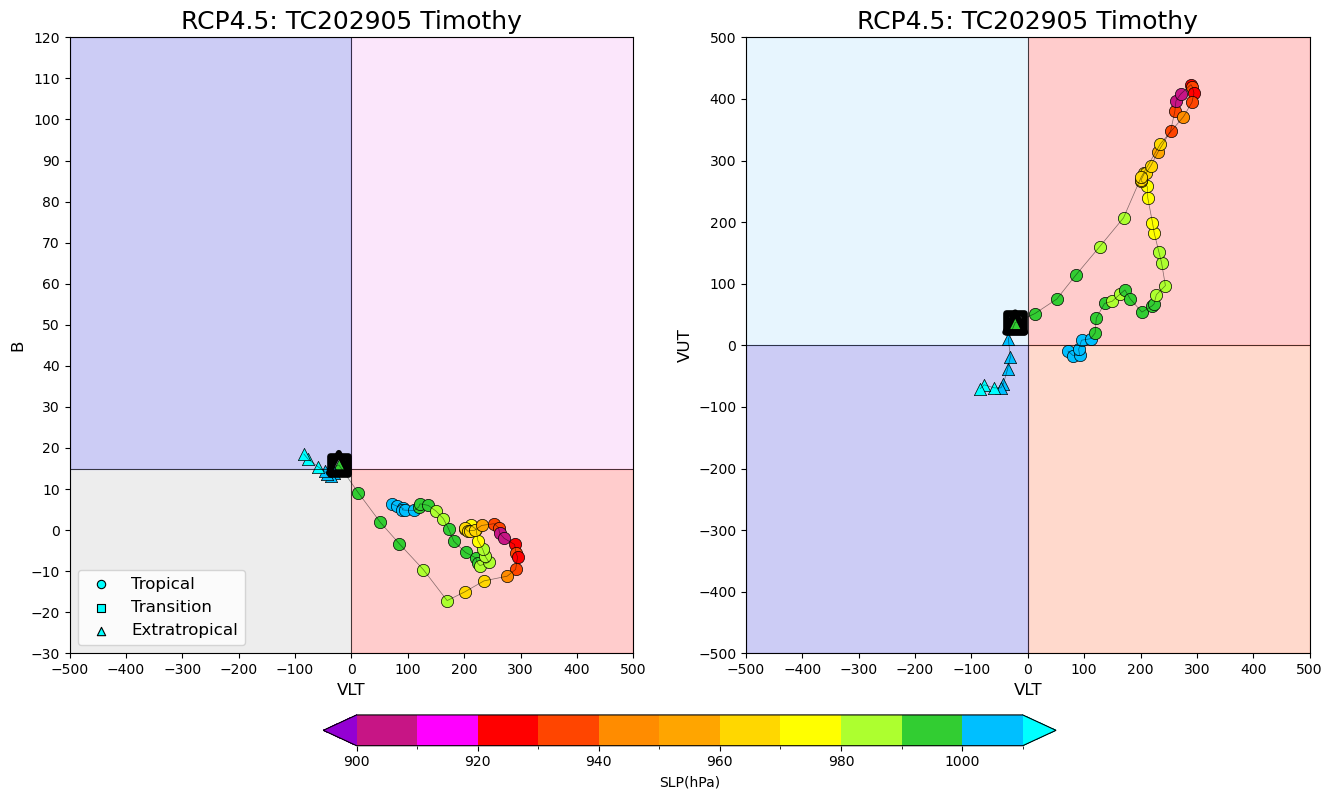 RCP4.5: TC202905 Timothy
120
110
100
90
80
70
60
50
40
30
20
10
0
−10
−20
−30
B
Tropical
Transition
Extratropical
−500 −400 −300 −200 −100 0 100 200 300 400 500
VLT
RCP4.5: TC202905 Timothy
500
400
300
200
100
0
−100
−200
−300
−400
−500
VUT
−500 −400 −300 −200 −100 0 100 200 300 400 500
VLT
900 920 940 960 980 1000
SLP(hPa)